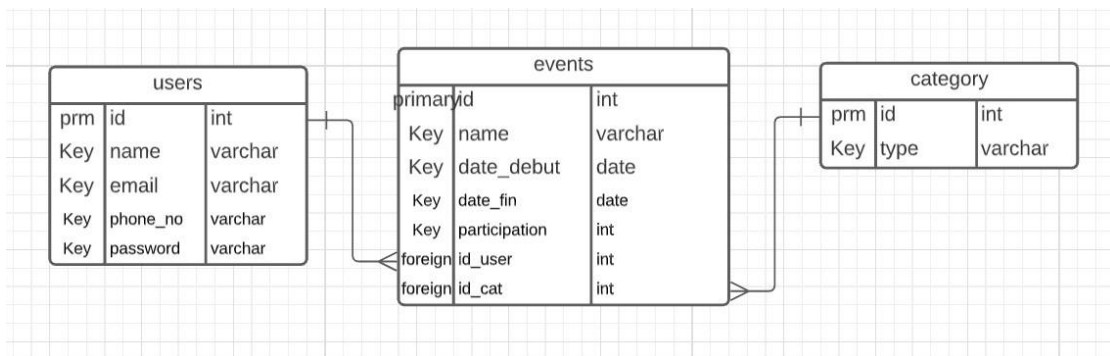 users
prm id int
Key name varchar
Key email varchar
Key phone_no varchar
Key password varchar
events
primary id int
Key name varchar
Key date_debut date
Key date_fin date
Key participation int
foreign id_user int
foreign id_cat int
category
prm id int
Key type varchar